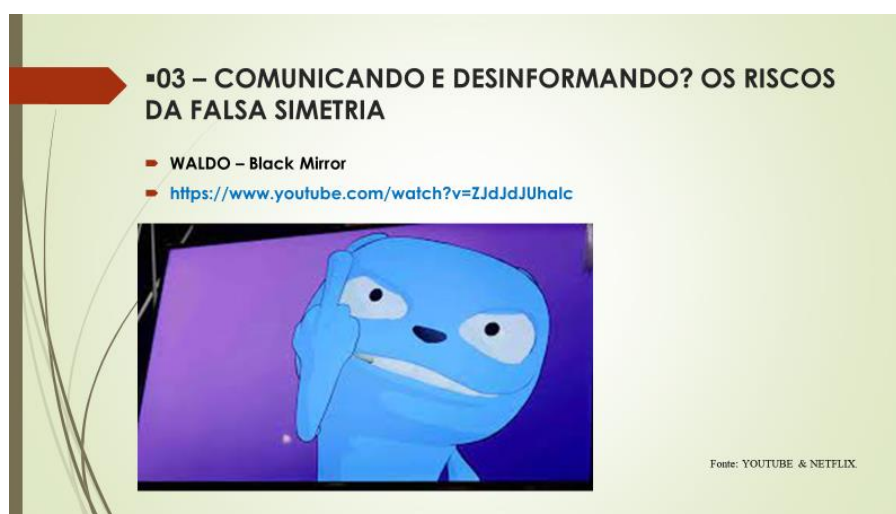 ▪03 – COMUNICANDO E DESINFORMANDO? OS RISCOS
DA FALSA SIMETRIA
WALDO – Black Mirror
https://www.youtube.com/watch?v=ZJdJdJUhaIc
Fonte: YOUTUBE & NETFLIX.